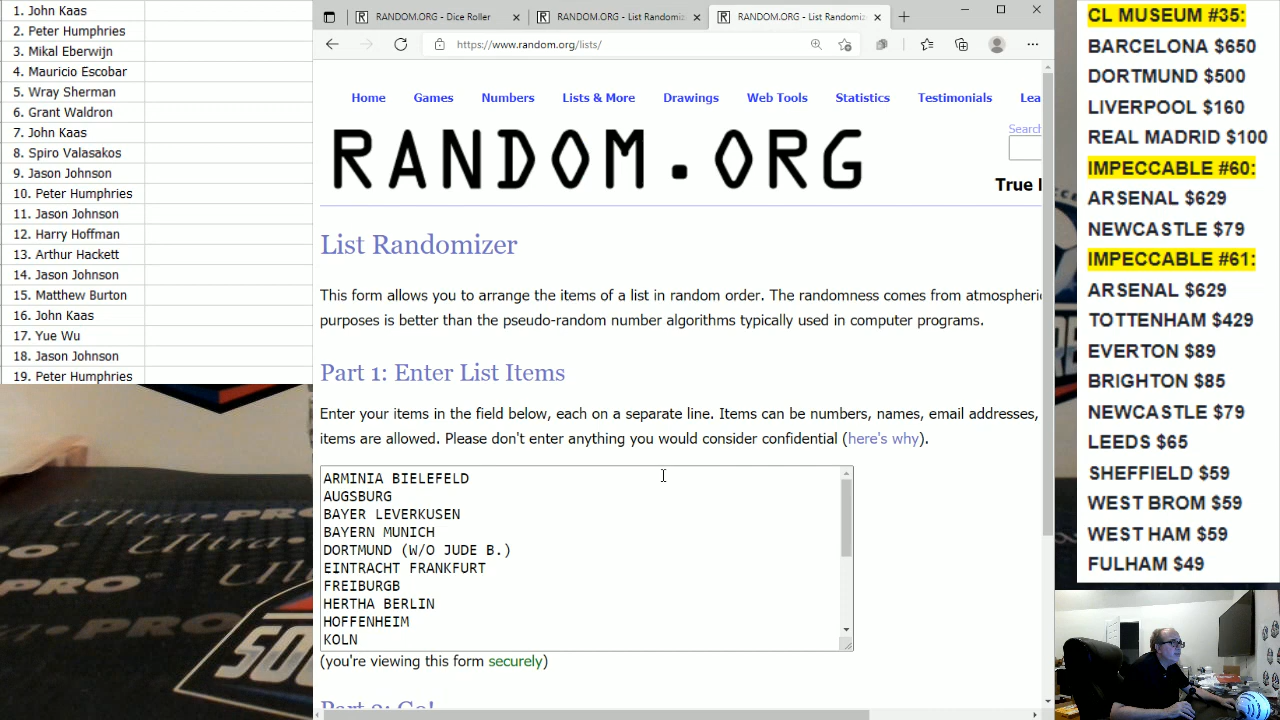 1. John Kaas
2. Peter Humphries
3. Mikal Eberwijn
4. Mauricio Escobar
5. Wray Sherman
6. Grant Waldron
7. John Kaas
8. Spiro Valasakos
9. Jason Johnson
10. Peter Humphries
11. Jason Johnson
12. Harry Hoffman
13. Arthur Hackett
14. Jason Johnson
15. Matthew Burton
16. John Kaas
17. Yue Wu
18. Jason Johnson
19. Peter Humphries
RANDOM.ORG - Dice Roller
RANDOM.ORG - List Randomiz
RANDOM.ORG - List Randomiz
https://www.random.org/lists/
Home Games Numbers Lists & More Drawings Web Tools Statistics Testimonials Lea
Search
RANDOM.ORG
True
List Randomizer
This form allows you to arrange the items of a list in random order. The randomness comes from atmospheri
purposes is better than the pseudo-random number algorithms typically used in computer programs.
Part 1: Enter List Items
Enter your items in the field below, each on a separate line. Items can be numbers, names, email addresses,
items are allowed. Please don't enter anything you would consider confidential (here's why).
ARMINIA BIELEFELD
AUGSBURG
BAYER LEVERKUSEN
BAYERN MUNICH
DORTMUND (W/O JUDE B.)
EINTRACHT FRANKFURT
FREIBURGB
HERTHA BERLIN
HOFFENHEIM
KOLN
(you're viewing this form securely)
Part 2: Go!
CL MUSEUM #35:
BARCELONA $650
DORTMUND $500
LIVERPOOL $160
REAL MADRID $100
IMPECCABLE #60:
ARSENAL $629
NEWCASTLE $79
IMPECCABLE #61:
ARSENAL $629
TOTTENHAM $429
EVERTON $89
BRIGHTON $85
NEWCASTLE $79
LEEDS $65
SHEFFIELD $59
WEST BROM $59
WEST HAM $59
FULHAM $49
Ultra PRO
Ultra PRO
PRO
SO